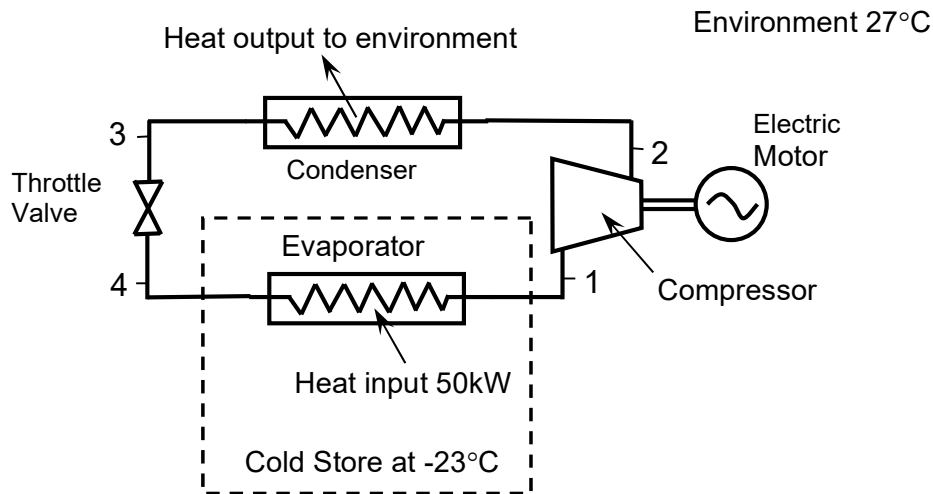 Environment 27°C
Heat output to environment
3
Condenser
2
Electric
Motor
Throttle
Valve
Evaporator
4
1
Compressor
Heat input 50kW
Cold Store at -23°C